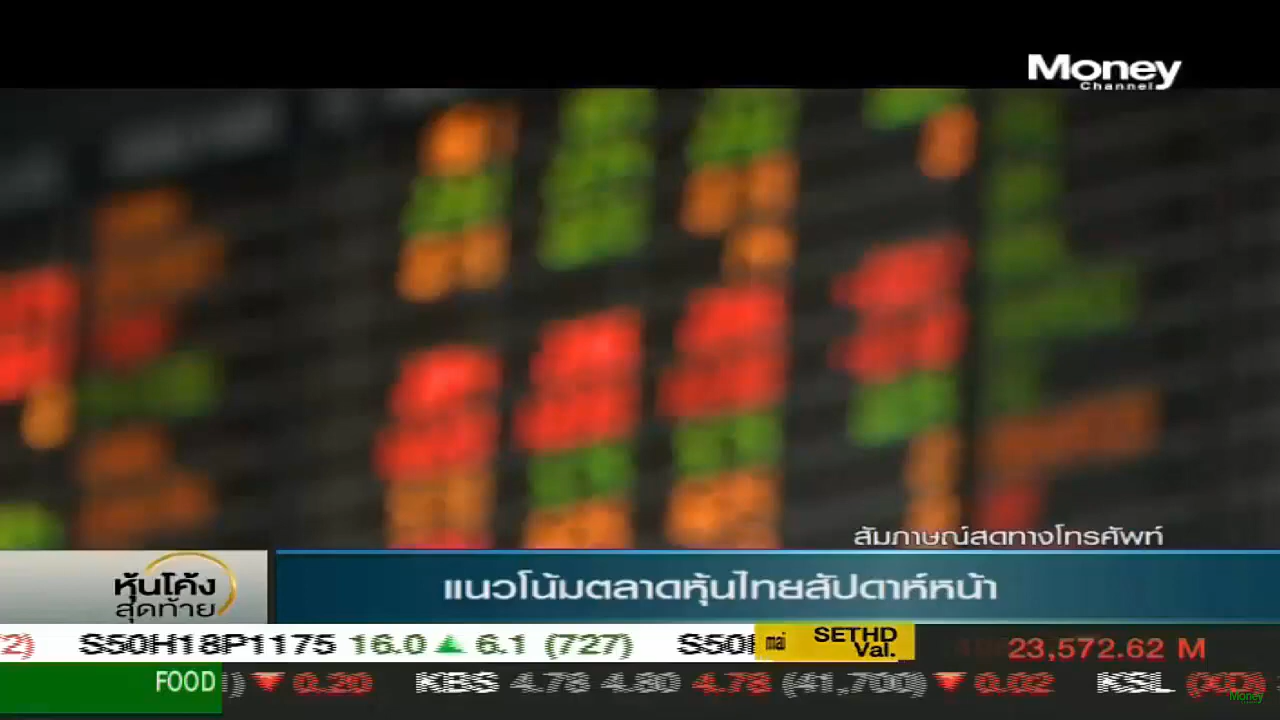 Money
Channel
สัมภาษณ์สดทางโทรศัพท์
หุ้นโค้ง
สุดท้าย
แนวโน้มตลาดหุ้นไทยสัปดาห์หน้า
2) S50H18P1175 16.0 ▲ 6.1 (727) S50
mai SETHD Val. 23,572.62 M
FOOD ) ▼ 0.20 KBS 4.78 4.80 4.78 (41,700) ▼ 0.02 KSL (XD)
Money